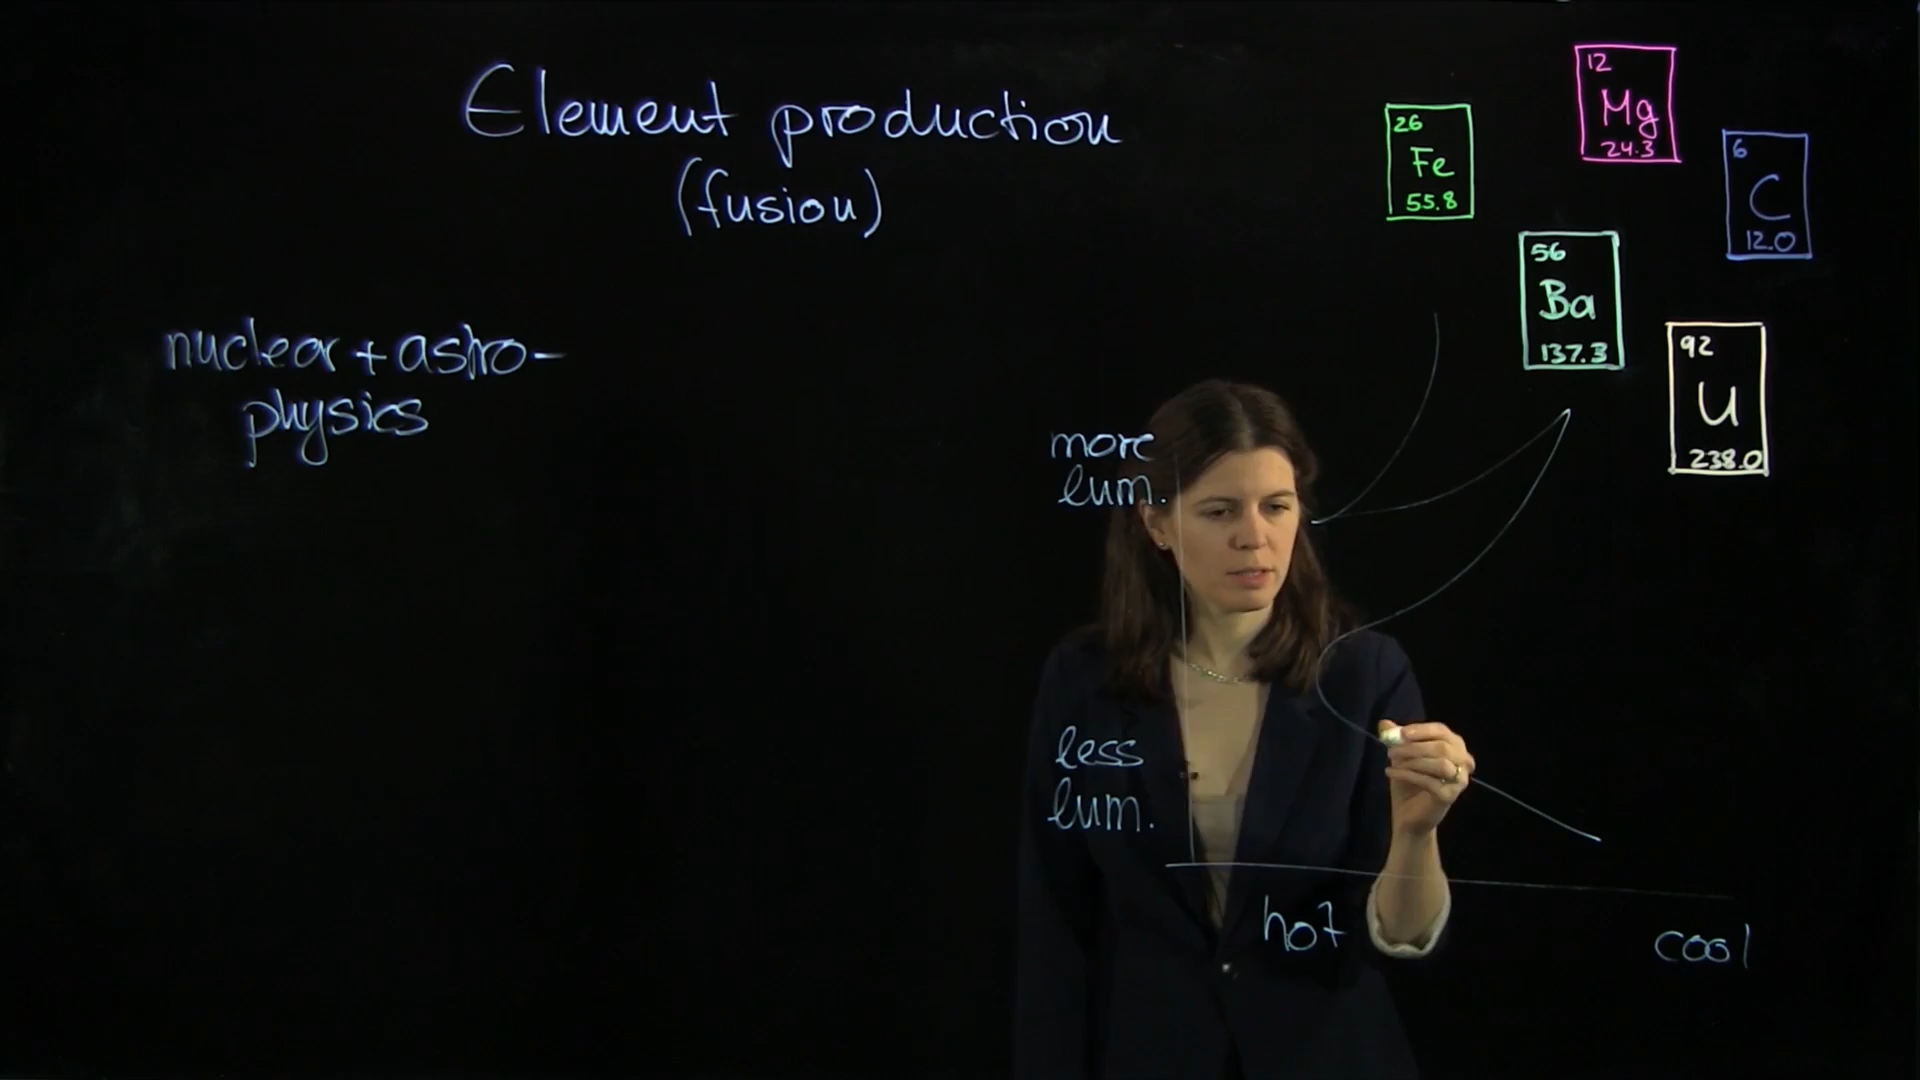 Element production
(fusion)
nuclear + astro-
physics
26
Fe
55.8
12
Mg
24.3
6
C
12.0
56
Ba
137.3
92
U
238.0
more
lum.
less
lum.
hot
cool